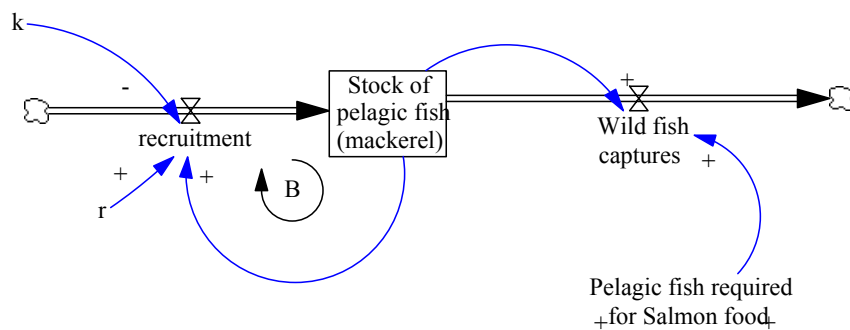 k
-
+
Stock of
pelagic fish
(mackerel)
recruitment
Wild fish
captures
+
+
+
B
r
Pelagic fish required
for Salmon food
+
+